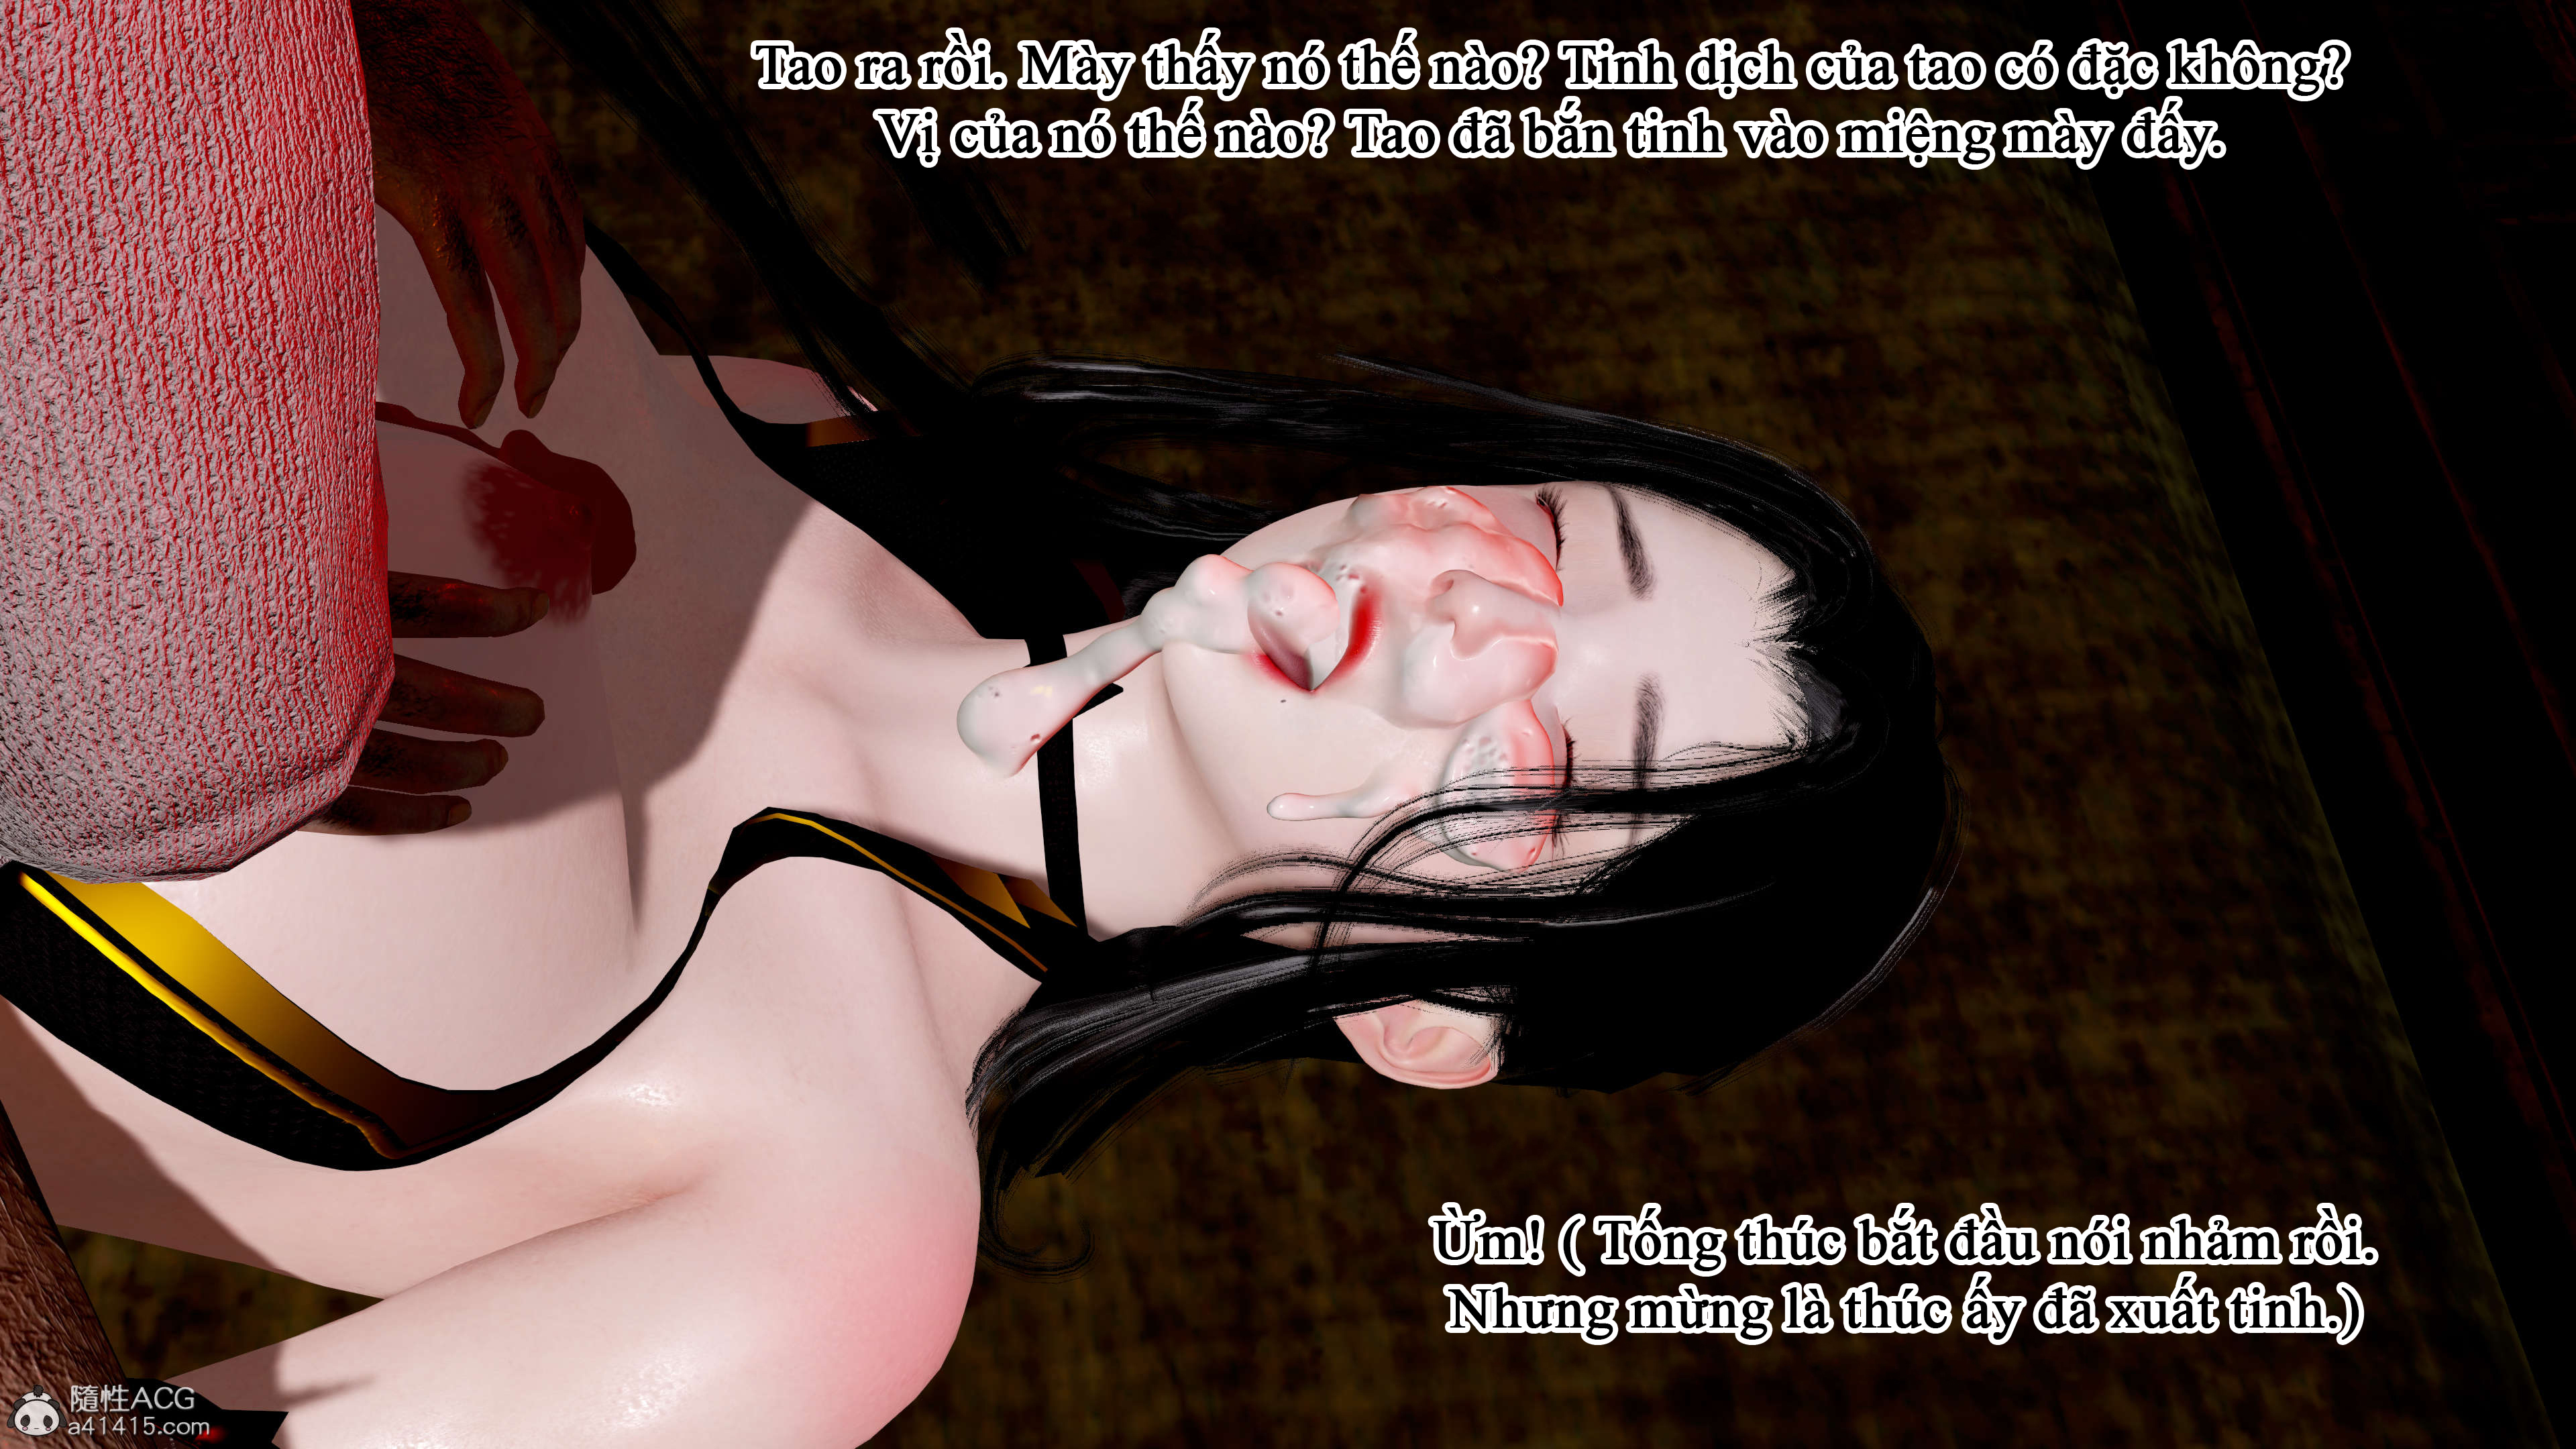 Tao ra rồi. Mày thấy nó thế nào? Tinh dịch của tao có đặc không?
Vị của nó thế nào? Tao đã bắn tinh vào miệng mày đấy.
Ừm! ( Tống thúc bắt đầu nói nhảm rồi.
Nhưng mừng là thúc ấy đã xuất tinh.)
隨性ACG
a41415.com